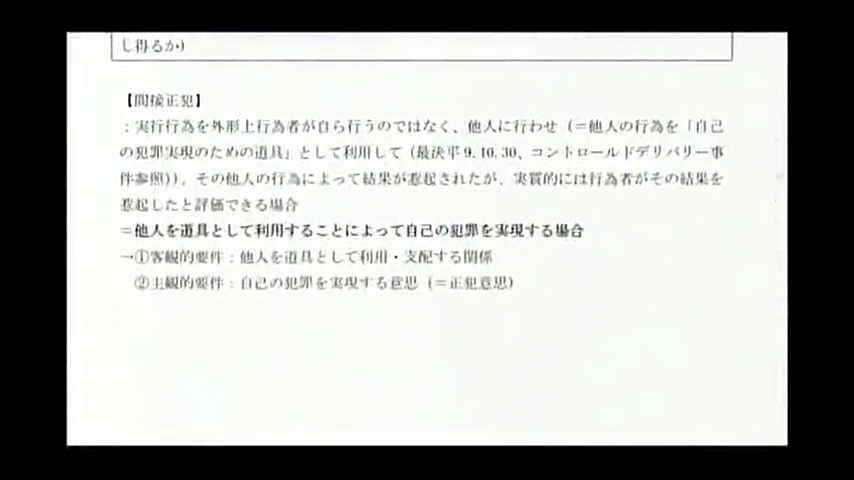 じ得るか)
【間接正犯】
：実行行為を外形上行為者が自ら行うのではなく、他人に行わせ（＝他人の行為を「自己
の犯罪実現のための道具」として利用して（最決平9.10.30、コントロールドデリバリー事
件参照))、その他人の行為によって結果が惹起されたが、実質的には行為者がその結果を
惹起したと評価できる場合
＝他人を道具として利用することによって自己の犯罪を実現する場合
→①客観的要件：他人を道具として利用・支配する関係
②主観的要件：自己の犯罪を実現する意思（＝正犯意思）